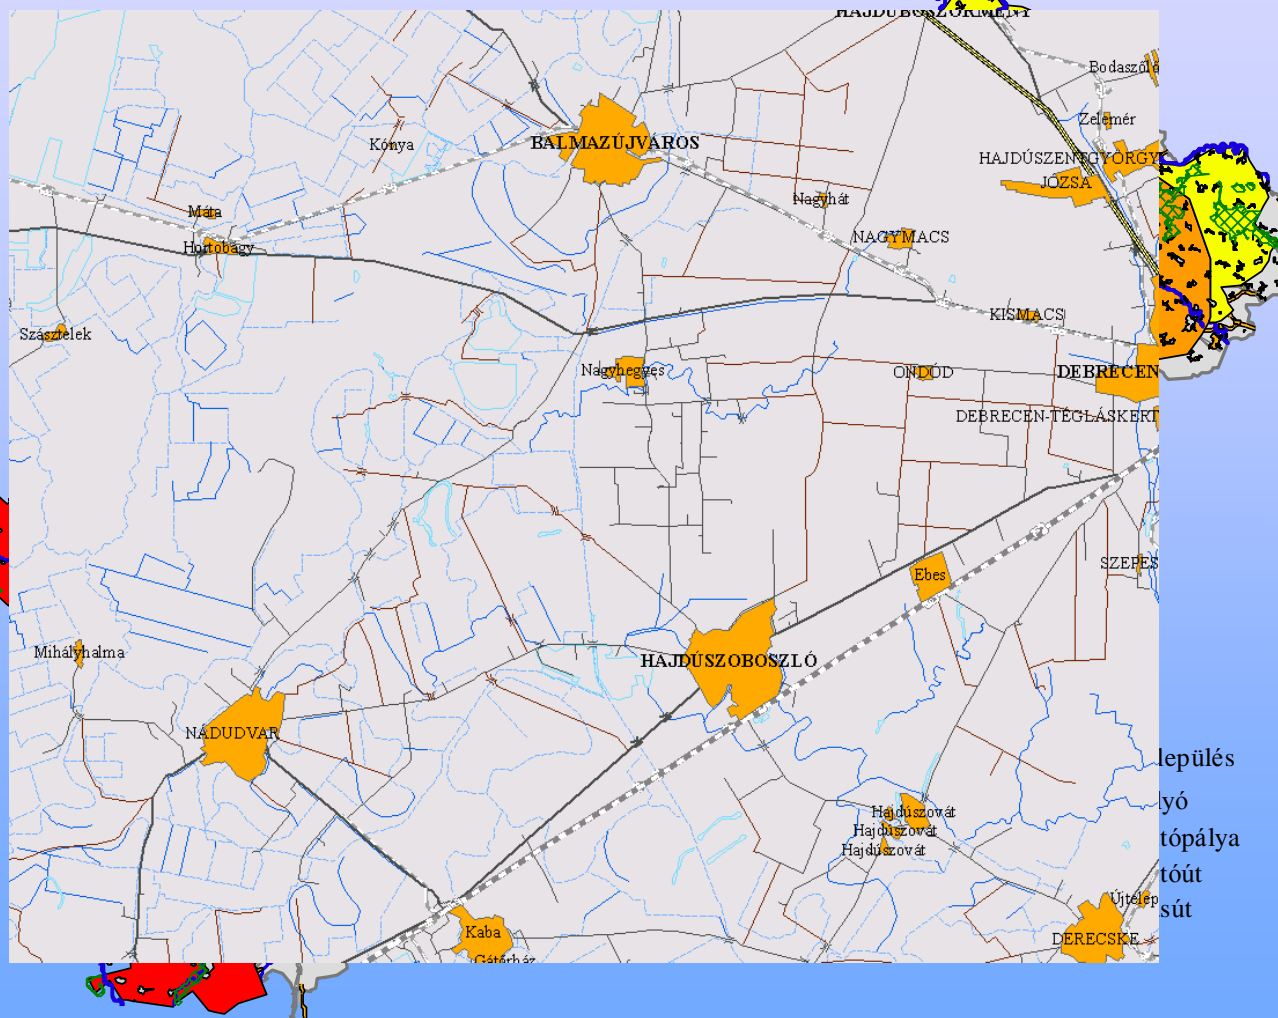 HAJDÚBÖSZÖRMÉNY
Bodaszőlő
Zelemér
BALMAZÚJVÁROS
Kónya
HAJDÚSZENTGYÖRGY
JÓZSA
Nagyhát
Máta
NAGYMACS
Hortobágy
KISMACS
Szásztelek
Nagyhegyes
ONDÓD
DEBRECEN
DEBRECEN-TÉGLÁSKERT
SZEPES
Ebes
Mihályhalma
HAJDÚSZOBOSZLÓ
NÁDUDVAR
lepülés
lyó
Hajdúszovát
Hajdúszovát
tópálya
Hajdúszovát
tóút
Újtelep
sút
Kaba
DERECSKE
Gátőrház